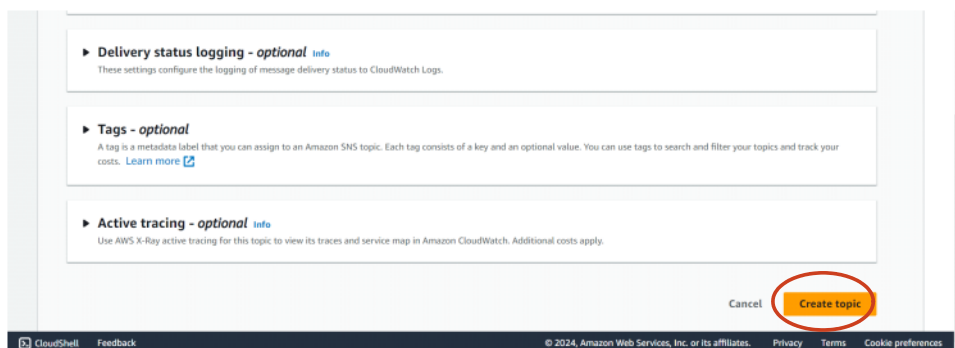 Delivery status logging - optional Info
These settings configure the logging of message delivery status to CloudWatch Logs.
Tags - optional
A tag is a metadata label that you can assign to an Amazon SNS topic. Each tag consists of a key and an optional value. You can use tags to search and filter your topics and track your
costs. Learn more
Active tracing - optional Info
Use AWS X-Ray active tracing for this topic to view its traces and service map in Amazon CloudWatch. Additional costs apply.
Cancel Create topic
CloudShell Feedback © 2024, Amazon Web Services, Inc. or its affiliates. Privacy Terms Cookie preferences